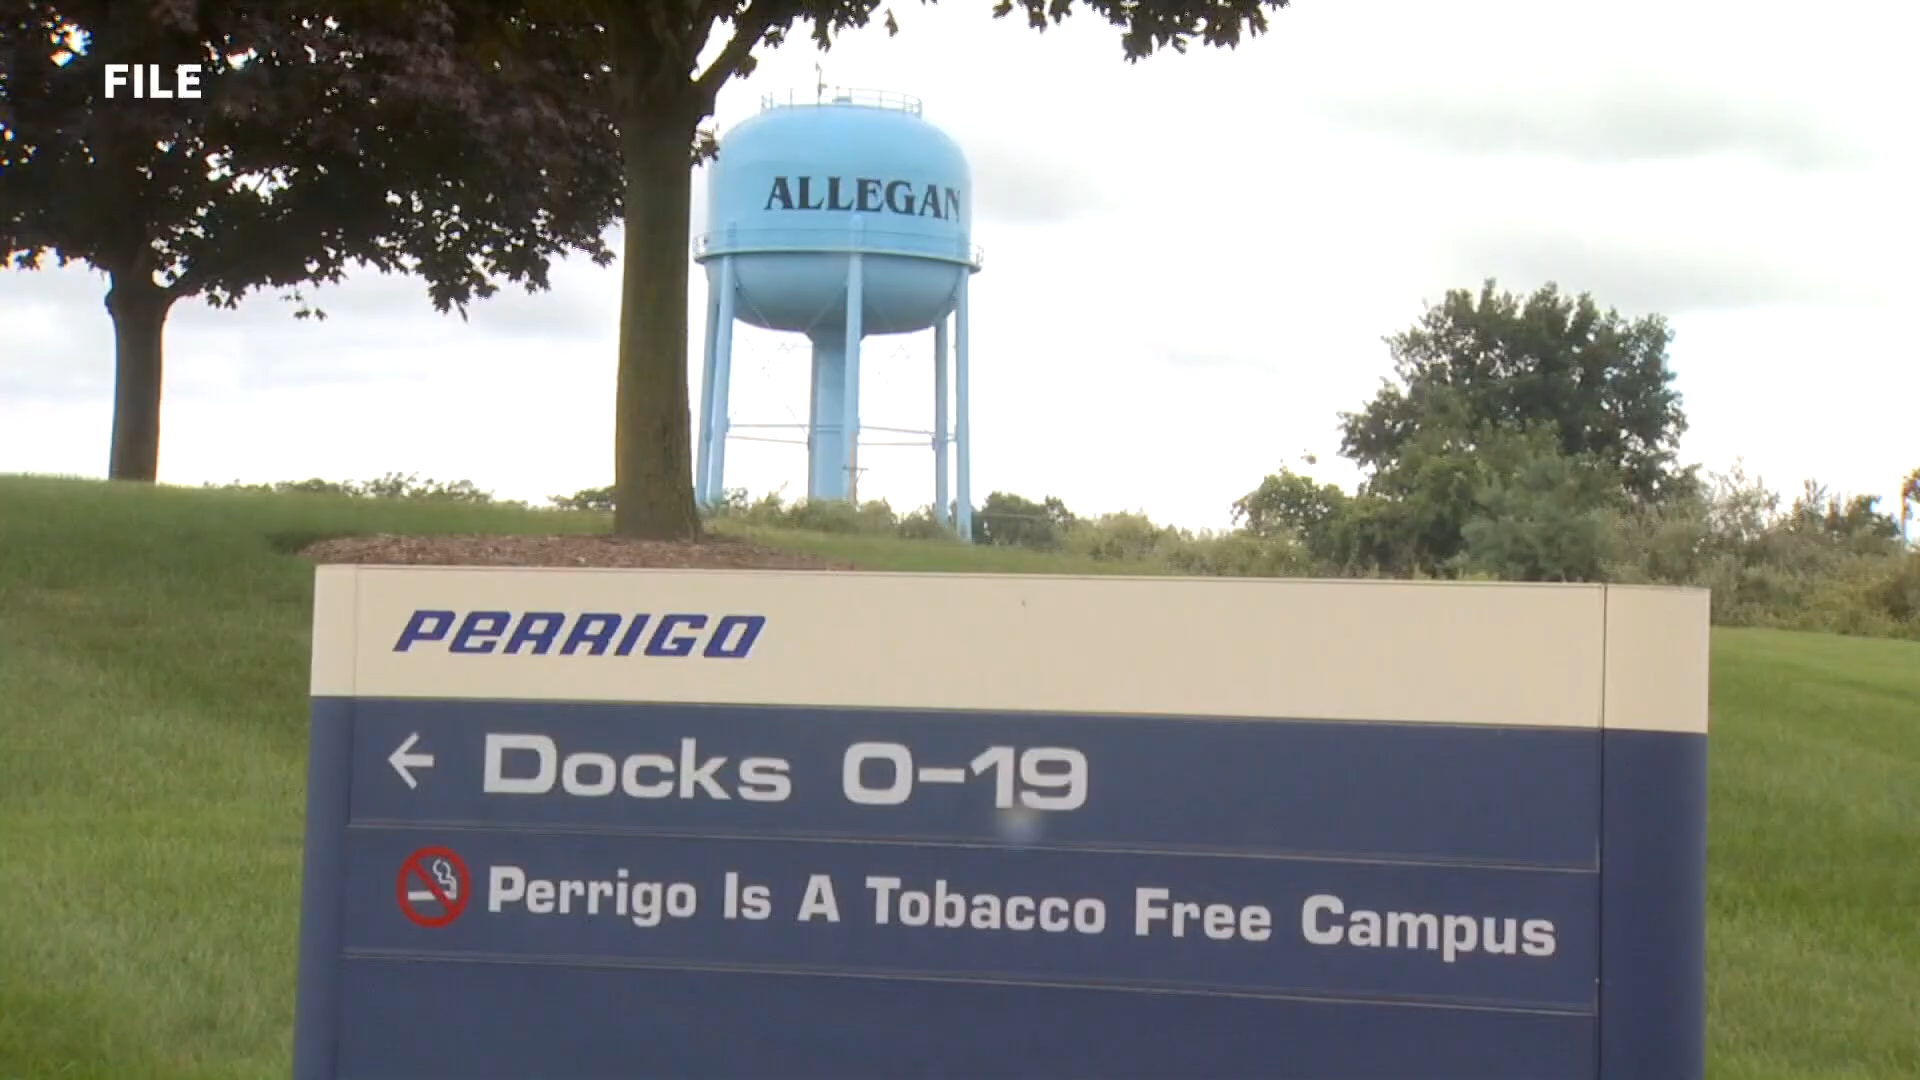 FILE
ALLEGAN
PERRIGO
← Docks 0-19
Perrigo Is A Tobacco Free Campus